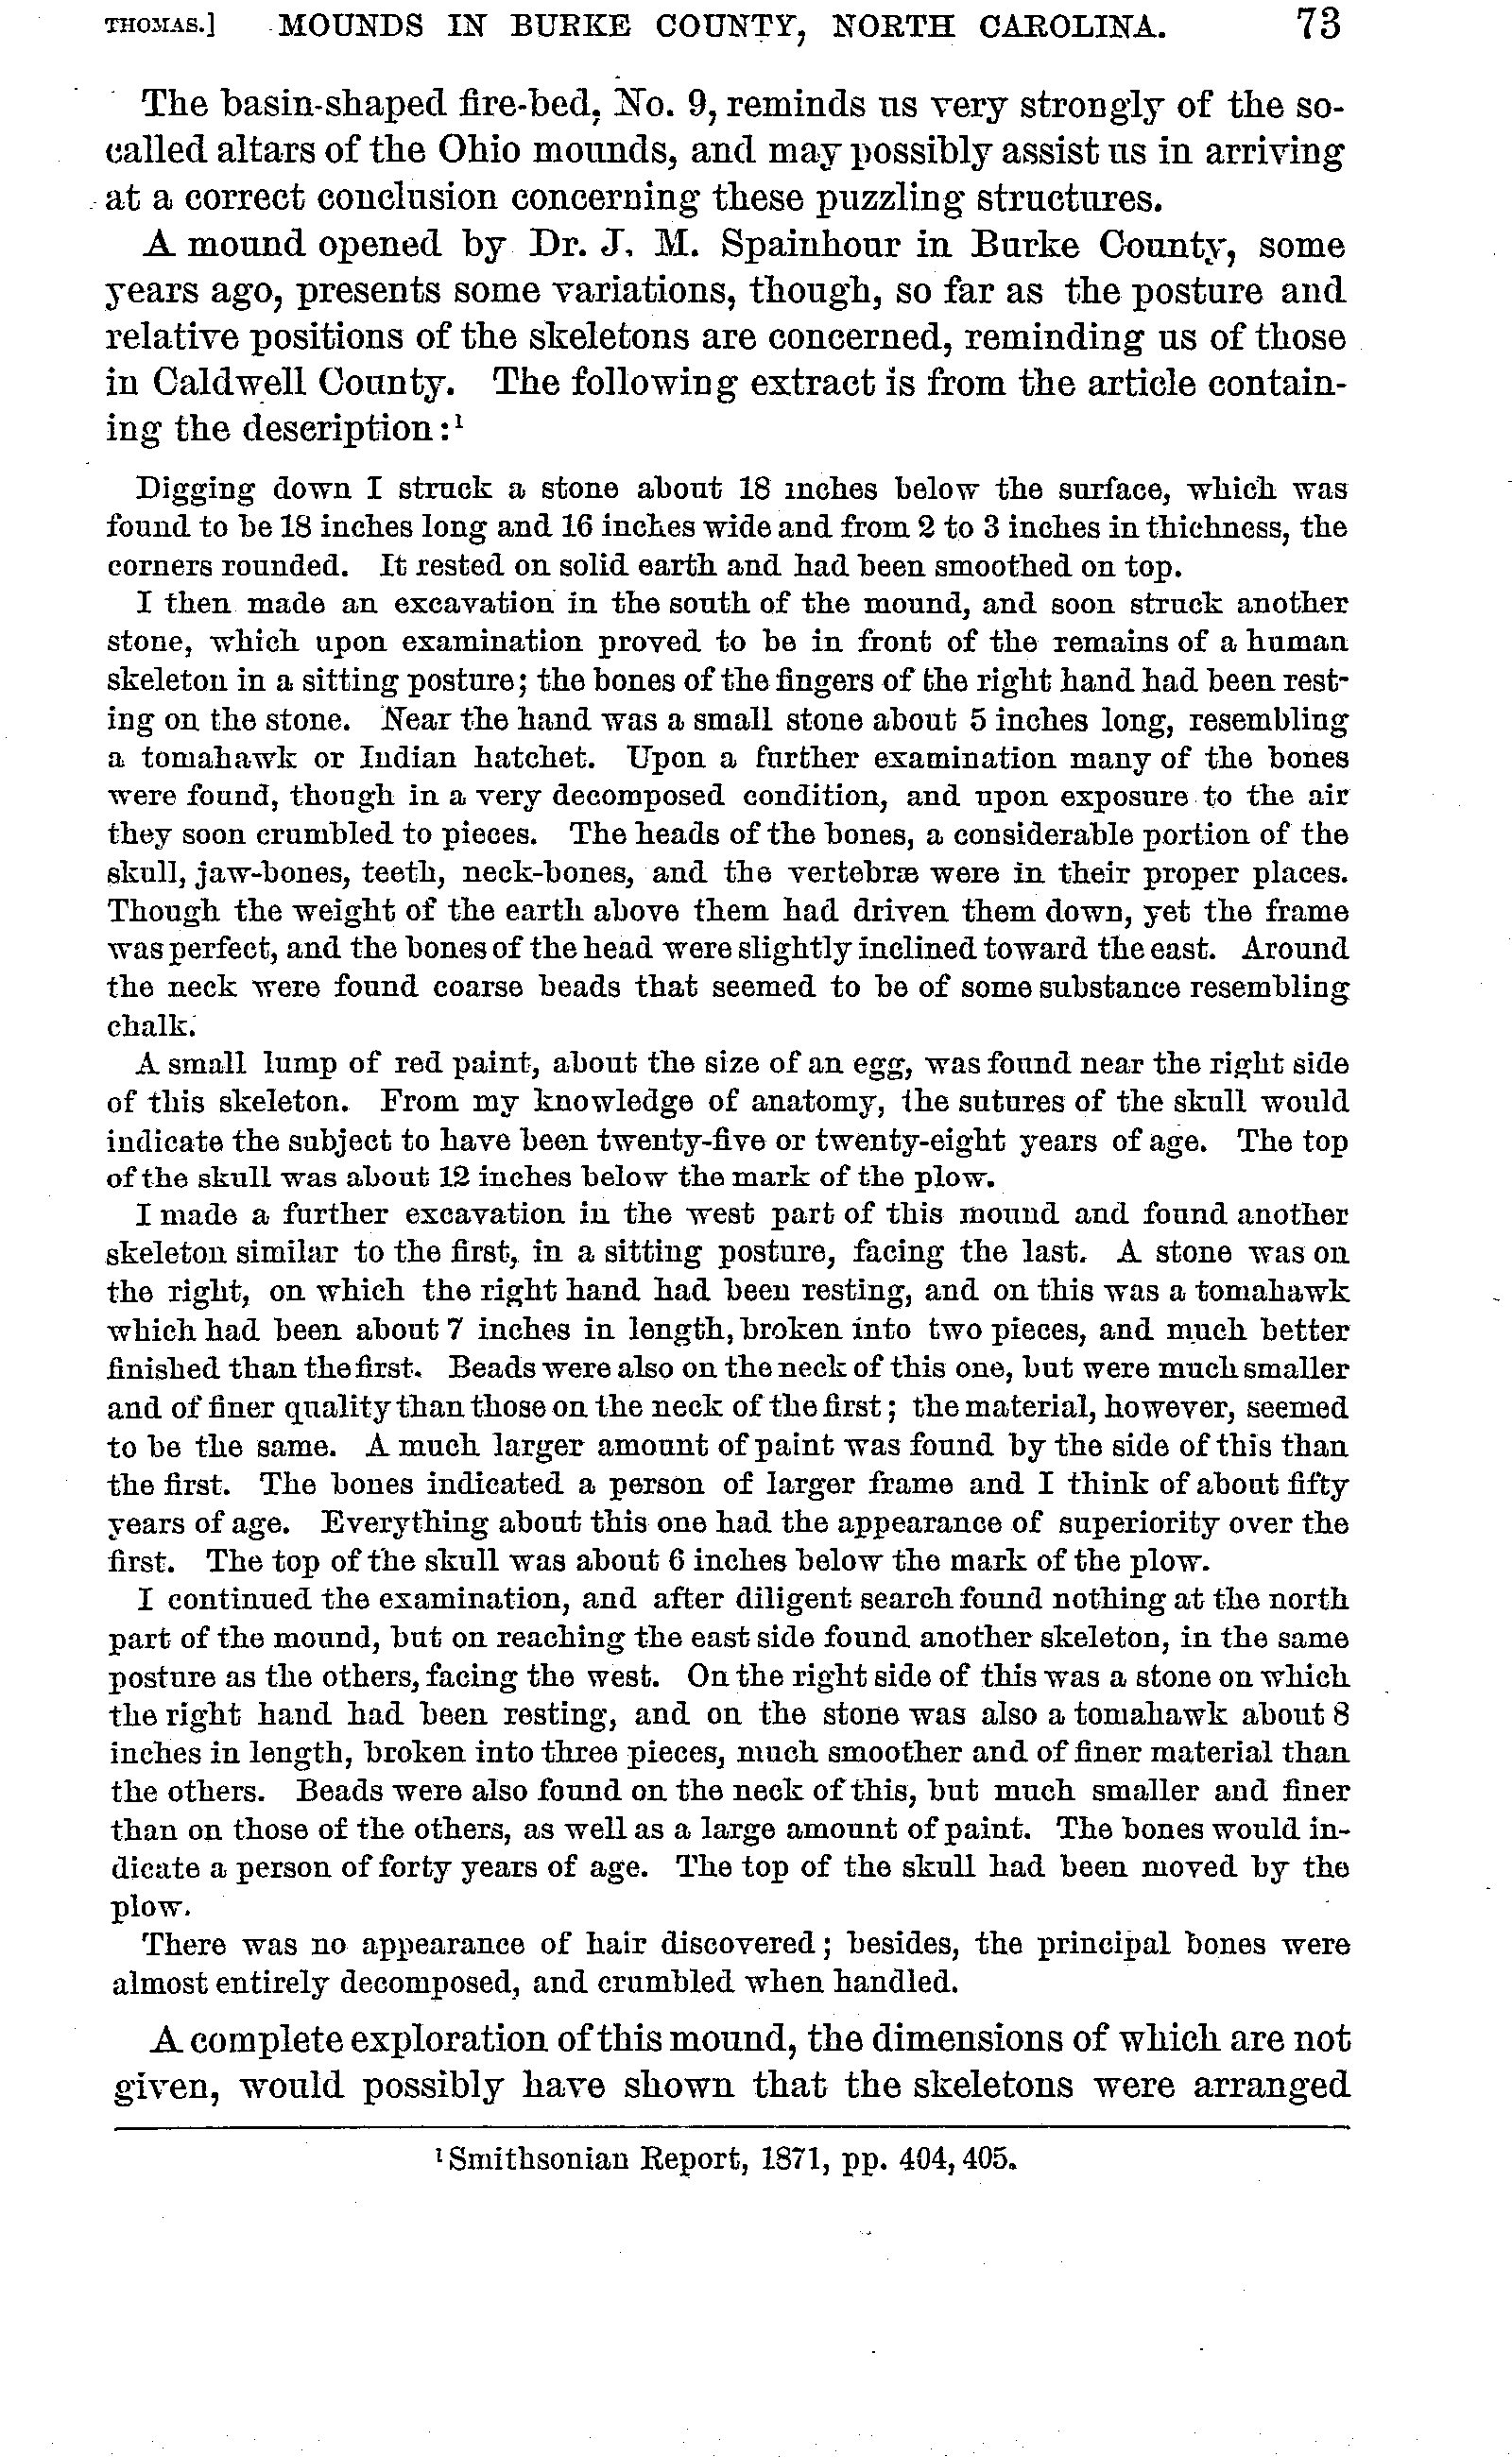 THOMAS.] MOUNDS IN BURKE COUNTY, NORTH CAROLINA. 73
The basin-shaped fire-bed, No. 9, reminds us very strongly of the so-
called altars of the Ohio mounds, and may possibly assist us in arriving
at a correct conclusion concerning these puzzling structures.
A mound opened by Dr. J. M. Spainhour in Burke County, some
years ago, presents some variations, though, so far as the posture and
relative positions of the skeletons are concerned, reminding us of those
in Caldwell County. The following extract is from the article contain-
ing the description:¹
Digging down I struck a stone about 18 inches below the surface, which was
found to be 18 inches long and 16 inches wide and from 2 to 3 inches in thichness, the
corners rounded. It rested on solid earth and had been smoothed on top.
I then made an excavation in the south of the mound, and soon struck another
stone, which upon examination proved to be in front of the remains of a human
skeleton in a sitting posture; the bones of the fingers of the right hand had been rest-
ing on the stone. Near the hand was a small stone about 5 inches long, resembling
a tomahawk or Indian hatchet. Upon a further examination many of the bones
were found, though in a very decomposed condition, and upon exposure to the air
they soon crumbled to pieces. The heads of the bones, a considerable portion of the
skull, jaw-bones, teeth, neck-bones, and the vertebræ were in their proper places.
Though the weight of the earth above them had driven them down, yet the frame
was perfect, and the bones of the head were slightly inclined toward the east. Around
the neck were found coarse beads that seemed to be of some substance resembling
chalk.
A small lump of red paint, about the size of an egg, was found near the right side
of this skeleton. From my knowledge of anatomy, the sutures of the skull would
indicate the subject to have been twenty-five or twenty-eight years of age. The top
of the skull was about 12 inches below the mark of the plow.
I made a further excavation in the west part of this mound and found another
skeleton similar to the first, in a sitting posture, facing the last. A stone was on
the right, on which the right hand had been resting, and on this was a tomahawk
which had been about 7 inches in length, broken into two pieces, and much better
finished than the first. Beads were also on the neck of this one, but were much smaller
and of finer quality than those on the neck of the first; the material, however, seemed
to be the same. A much larger amount of paint was found by the side of this than
the first. The bones indicated a person of larger frame and I think of about fifty
years of age. Everything about this one had the appearance of superiority over the
first. The top of the skull was about 6 inches below the mark of the plow.
I continued the examination, and after diligent search found nothing at the north
part of the mound, but on reaching the east side found another skeleton, in the same
posture as the others, facing the west. On the right side of this was a stone on which
the right hand had been resting, and on the stone was also a tomahawk about 8
inches in length, broken into three pieces, much smoother and of finer material than
the others. Beads were also found on the neck of this, but much smaller and finer
than on those of the others, as well as a large amount of paint. The bones would in-
dicate a person of forty years of age. The top of the skull had been moved by the
plow.
There was no appearance of hair discovered; besides, the principal bones were
almost entirely decomposed, and crumbled when handled.
A complete exploration of this mound, the dimensions of which are not
given, would possibly have shown that the skeletons were arranged
¹ Smithsonian Report, 1871, pp. 404, 405.